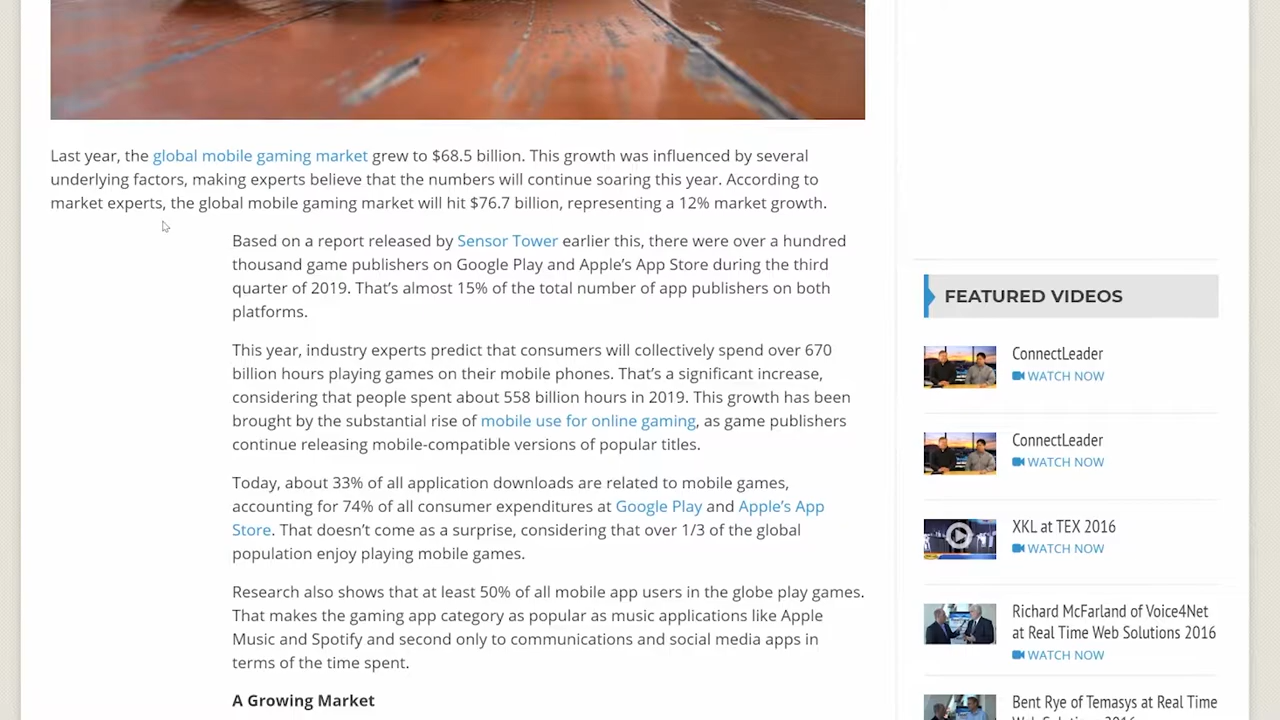 Last year, the global mobile gaming market grew to $68.5 billion. This growth was influenced by several
underlying factors, making experts believe that the numbers will continue soaring this year. According to
market experts, the global mobile gaming market will hit $76.7 billion, representing a 12% market growth.
Based on a report released by Sensor Tower earlier this, there were over a hundred
thousand game publishers on Google Play and Apple's App Store during the third
quarter of 2019. That's almost 15% of the total number of app publishers on both
platforms.
This year, industry experts predict that consumers will collectively spend over 670
billion hours playing games on their mobile phones. That's a significant increase,
considering that people spent about 558 billion hours in 2019. This growth has been
brought by the substantial rise of mobile use for online gaming, as game publishers
continue releasing mobile-compatible versions of popular titles.
Today, about 33% of all application downloads are related to mobile games,
accounting for 74% of all consumer expenditures at Google Play and Apple's App
Store. That doesn't come as a surprise, considering that over 1/3 of the global
population enjoy playing mobile games.
Research also shows that at least 50% of all mobile app users in the globe play games.
That makes the gaming app category as popular as music applications like Apple
Music and Spotify and second only to communications and social media apps in
terms of the time spent.
A Growing Market
FEATURED VIDEOS
ConnectLeader
WATCH NOW
ConnectLeader
WATCH NOW
XKL at TEX 2016
WATCH NOW
Richard McFarland of Voice4Net
at Real Time Web Solutions 2016
WATCH NOW
Bent Rye of Temasys at Real Time
Web Solutions 2016